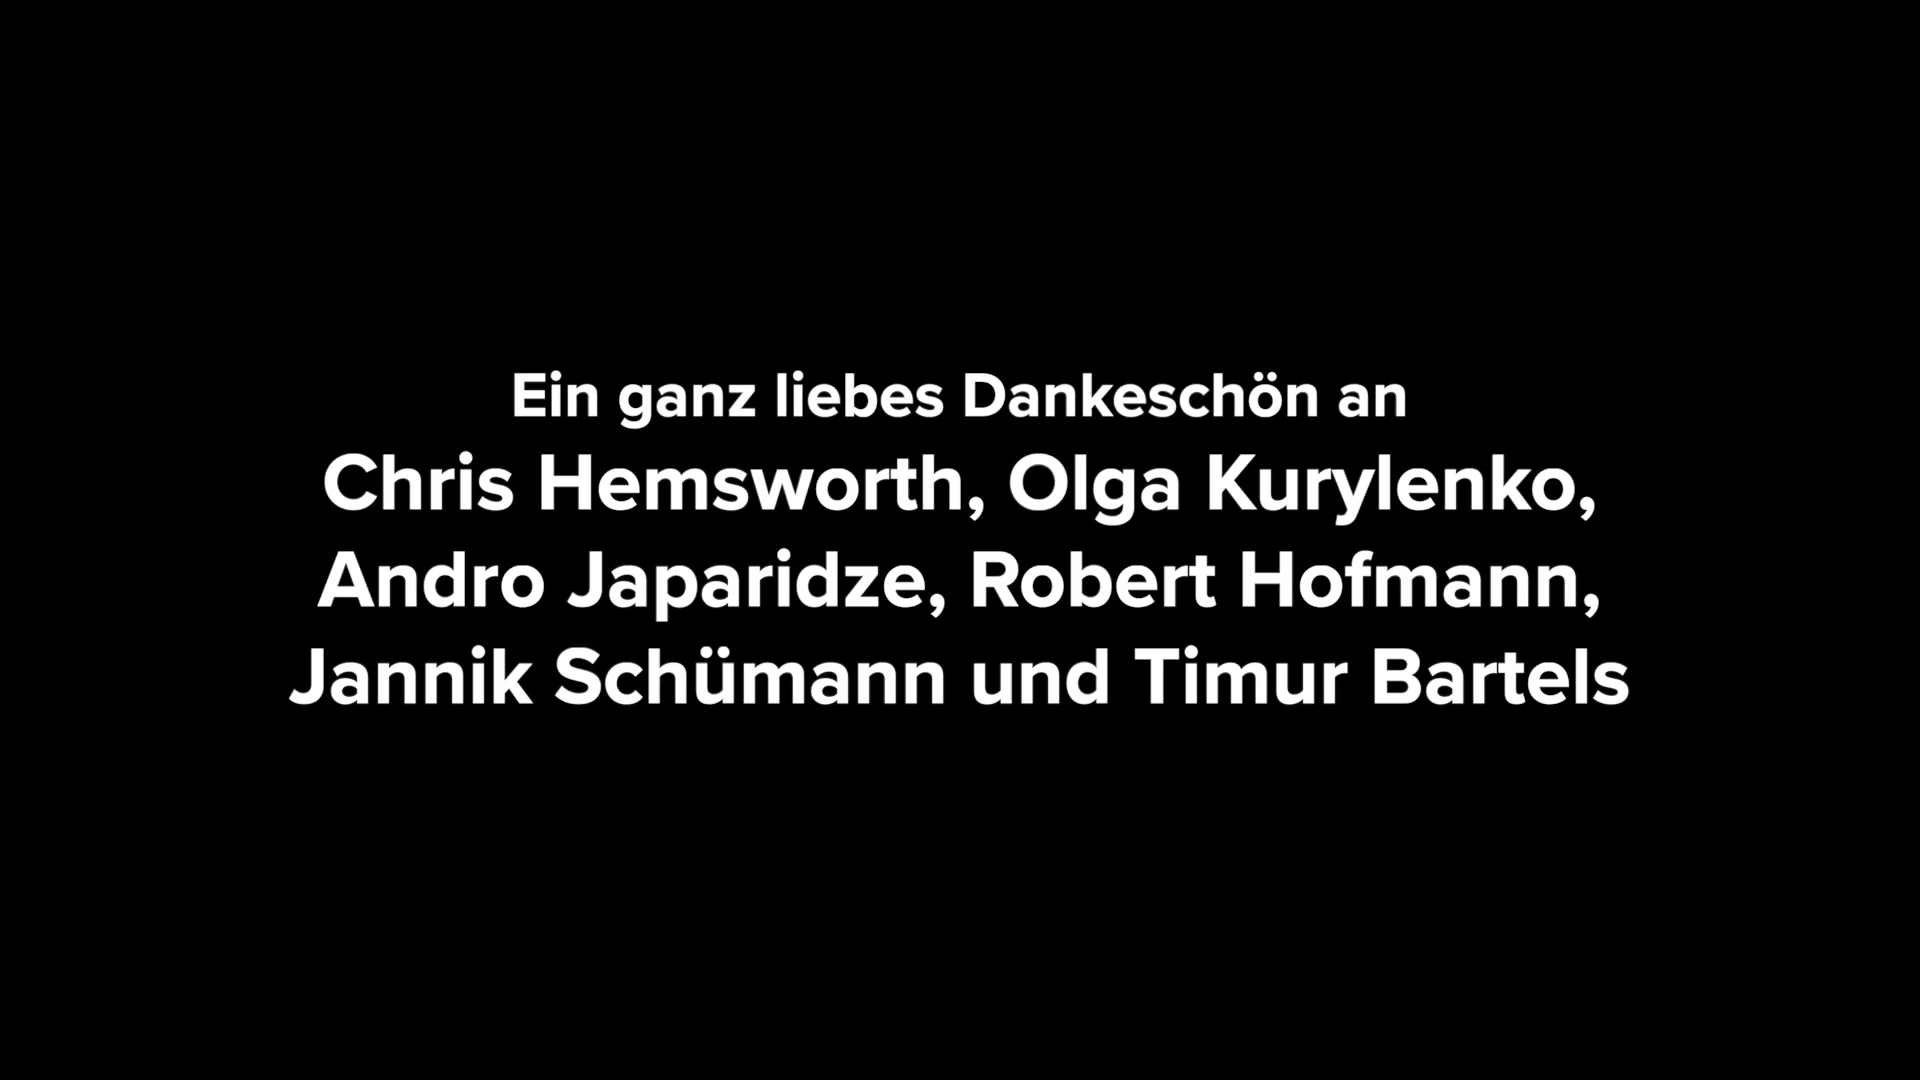 Ein ganz liebes Dankeschön an
Chris Hemsworth, Olga Kurylenko,
Andro Japaridze, Robert Hofmann,
Jannik Schümann und Timur Bartels